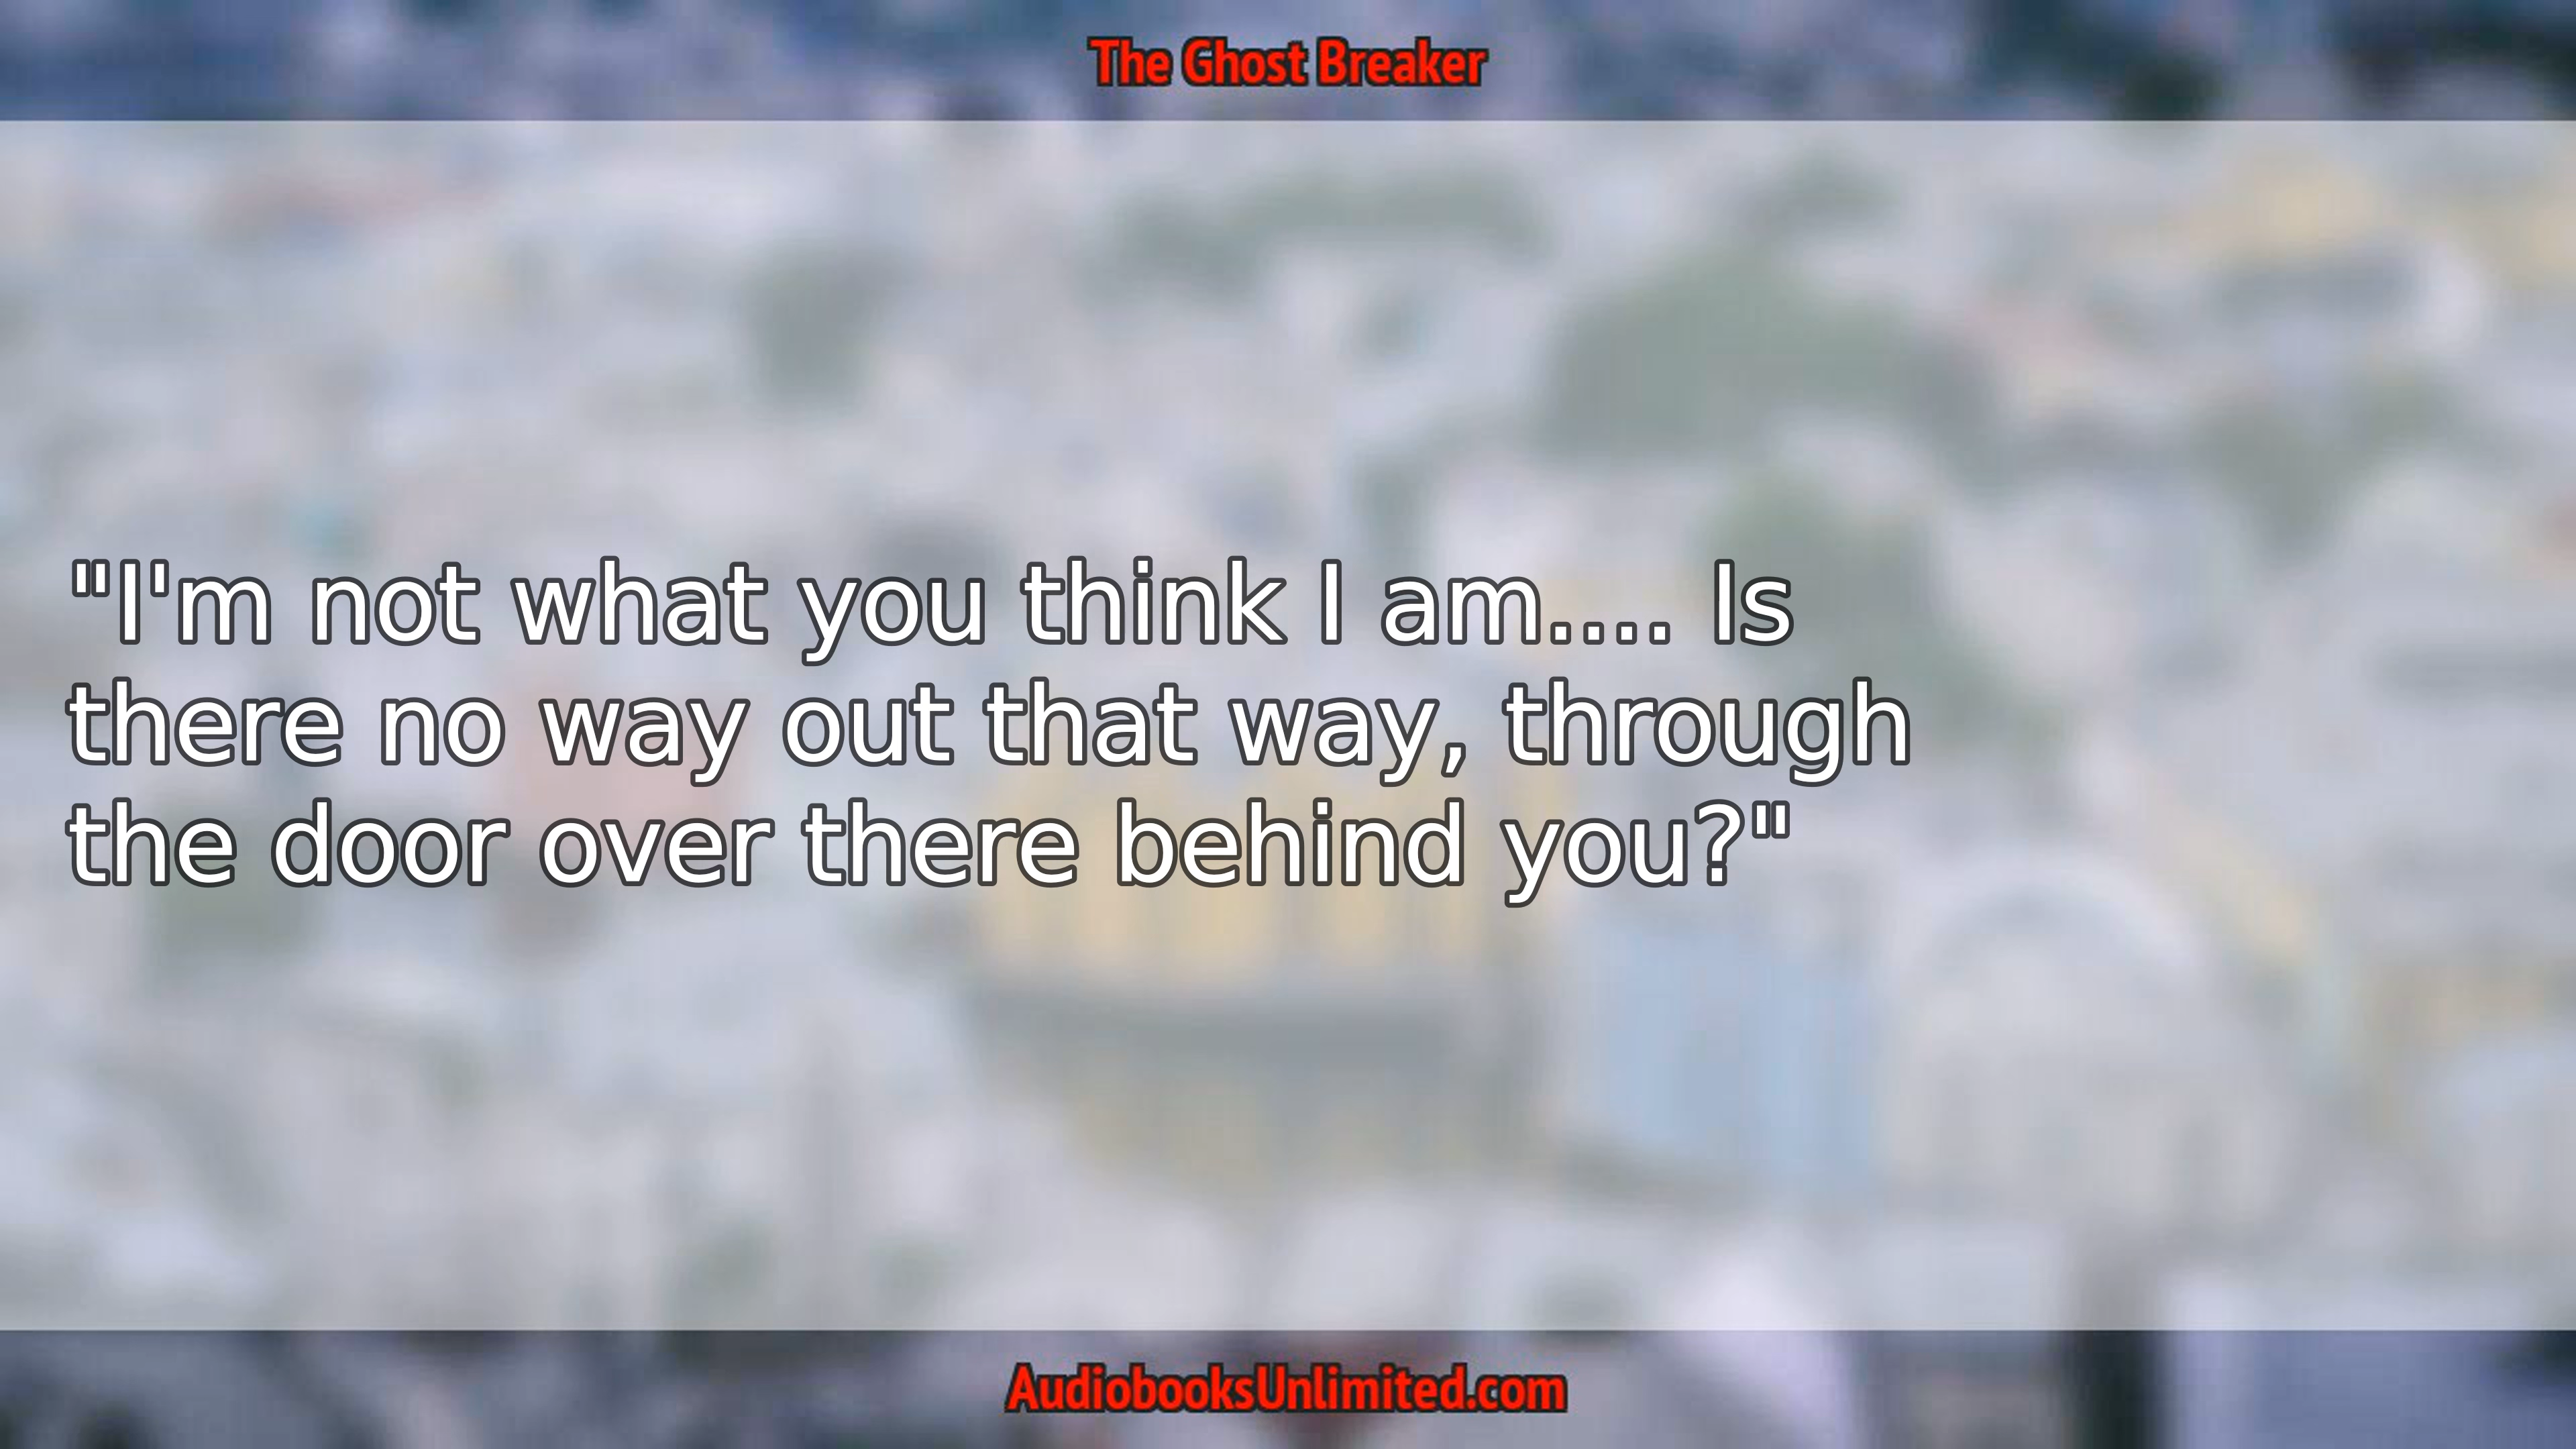 The Ghost Breaker
"I'm not what you think I am.... Is
there no way out that way, through
the door over there behind you?"
AudiobooksUnlimited.com